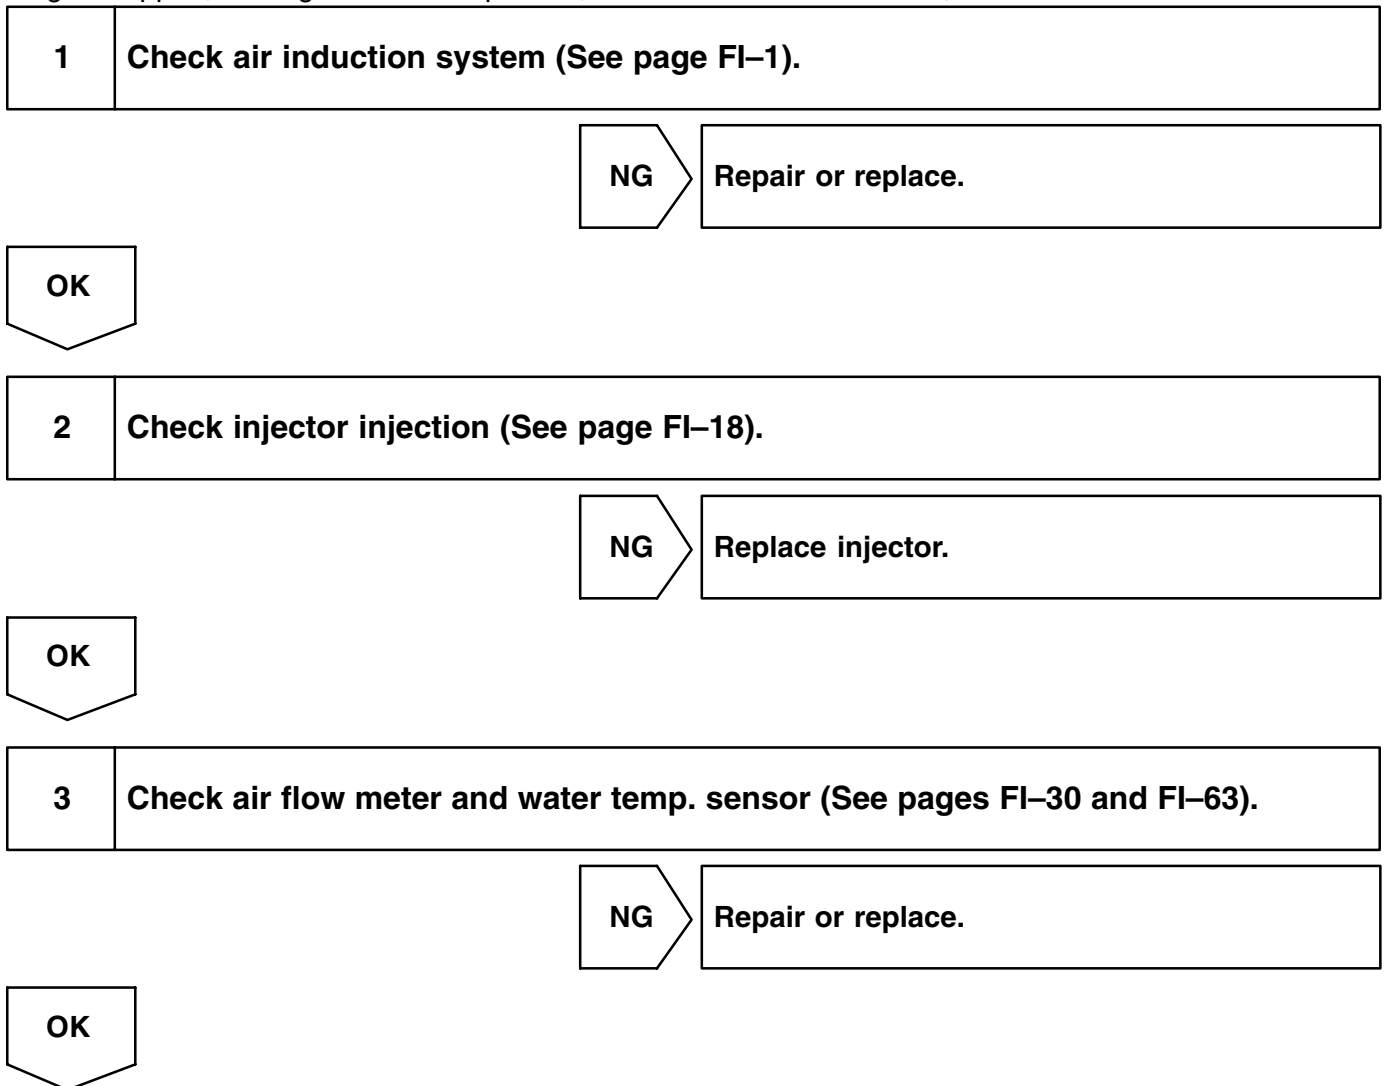 1 Check air induction system (See page FI–1).
NG Repair or replace.
OK
2 Check injector injection (See page FI–18).
NG Replace injector.
OK
3 Check air flow meter and water temp. sensor (See pages FI–30 and FI–63).
NG Repair or replace.
OK